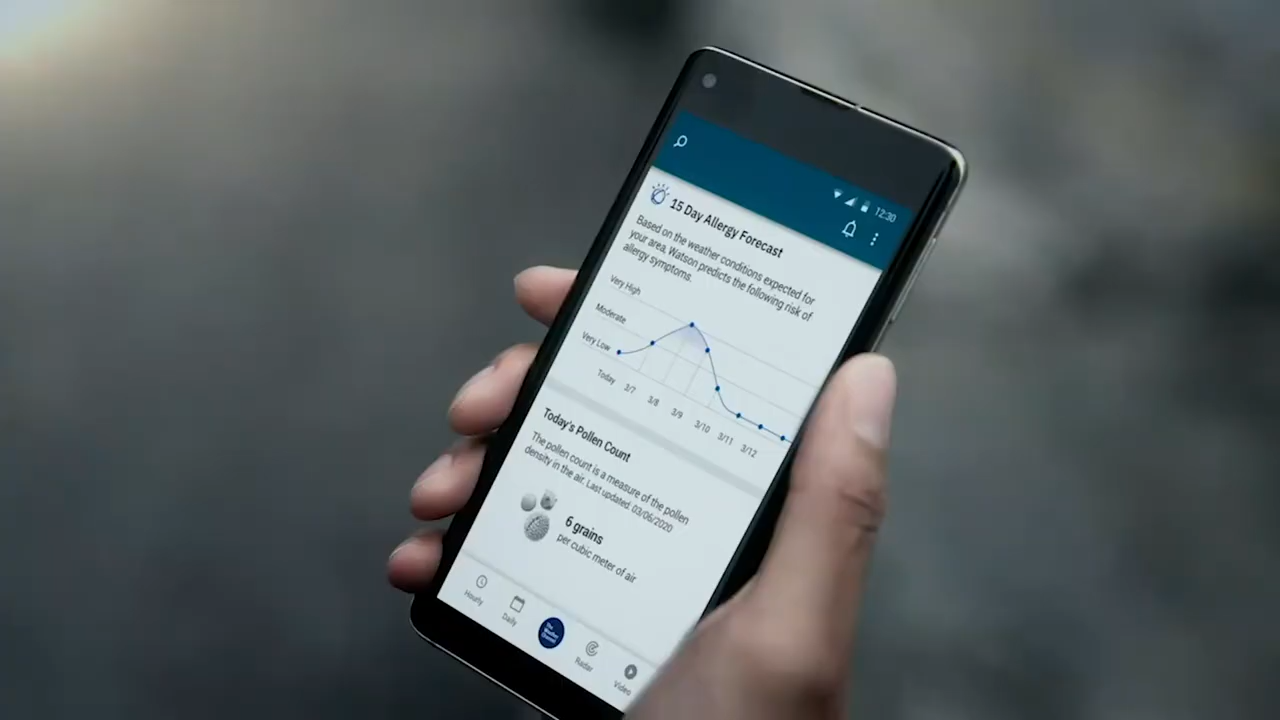 12:30
15 Day Allergy Forecast
Based on the weather conditions expected for
your area, Watson predicts the following risk of
allergy symptoms.
Very High
Moderate
Very Low
Today 3/7 3/8 3/9 3/10 3/11 3/12
Today's Pollen Count
The pollen count is a measure of the pollen
density in the air. Last updated 03/06/2020
6 grains
per cubic meter of air
Hourly
Daily
The
Weather
Channel
Radar
Video